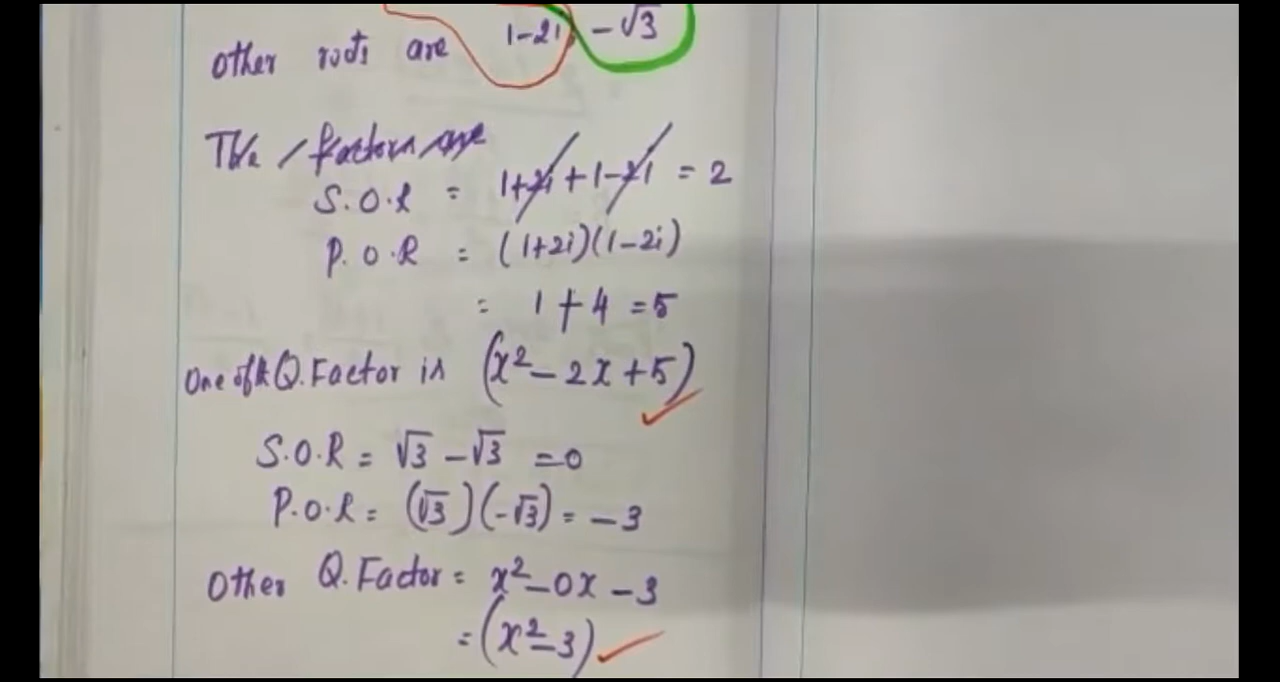 other roots are 1-2i, -√3
The factors are
S.O.R = 1+2i+1-2i = 2
P.O.R = (1+2i)(1-2i)
= 1+4=5
One of the Q.Factor is (x²-2x+5)
S.O.R = √3-√3 =0
P.O.R = (√3)(-√3) = -3
Other Q.Factor = x²-0x-3
=(x²-3)